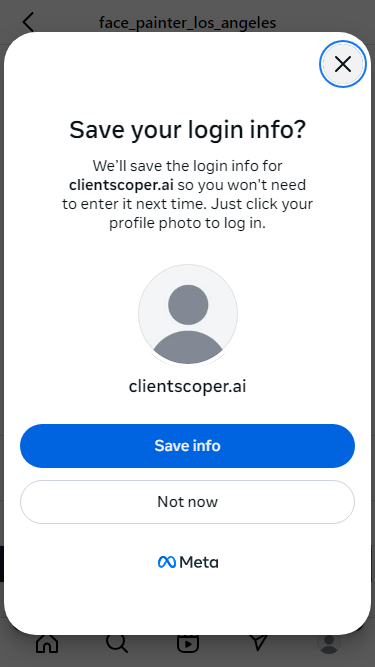 face_painter_los_angeles
Save your login info?
We'll save the login info for
clientscoper.ai so you won't need
to enter it next time. Just click your
profile photo to log in.
clientscoper.ai
Save info
Not now
Meta